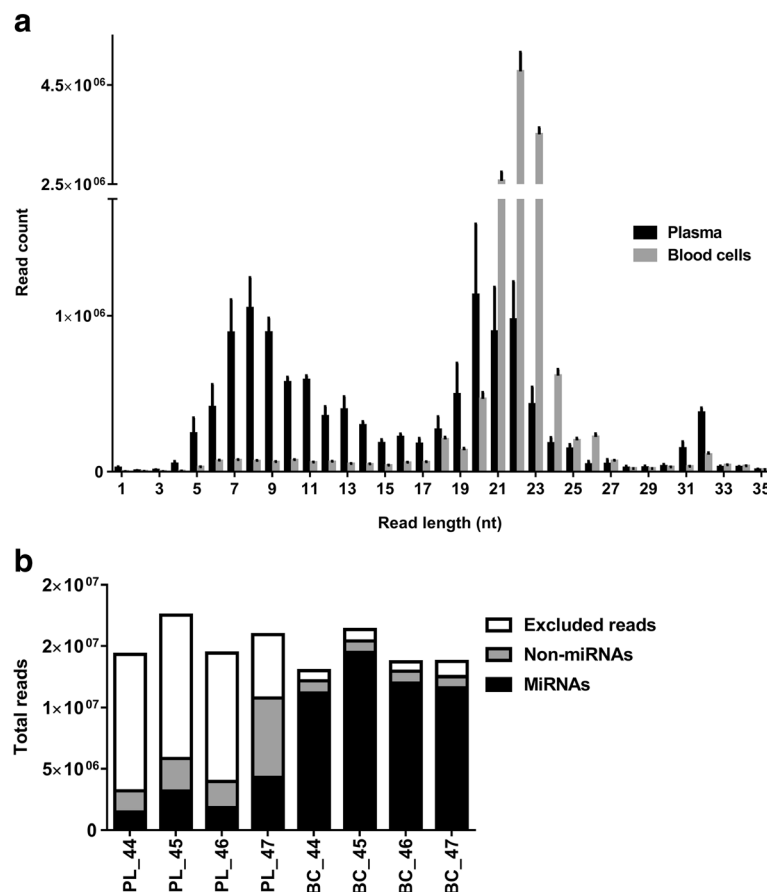 a
4.5×10⁰⁶
2.5×10⁰⁶
1×10⁰⁶
0
Read count
Plasma
Blood cells
1 3 5 7 9 11 13 15 17 19 21 23 25 27 29 31 33 35
Read length (nt)
b
2×10⁰⁷
2×10⁰⁷
1×10⁰⁷
5×10⁰⁶
0
Total reads
Excluded reads
Non-miRNAs
MiRNAs
PL_44
PL_45
PL_46
PL_47
BC_44
BC_45
BC_46
BC_47